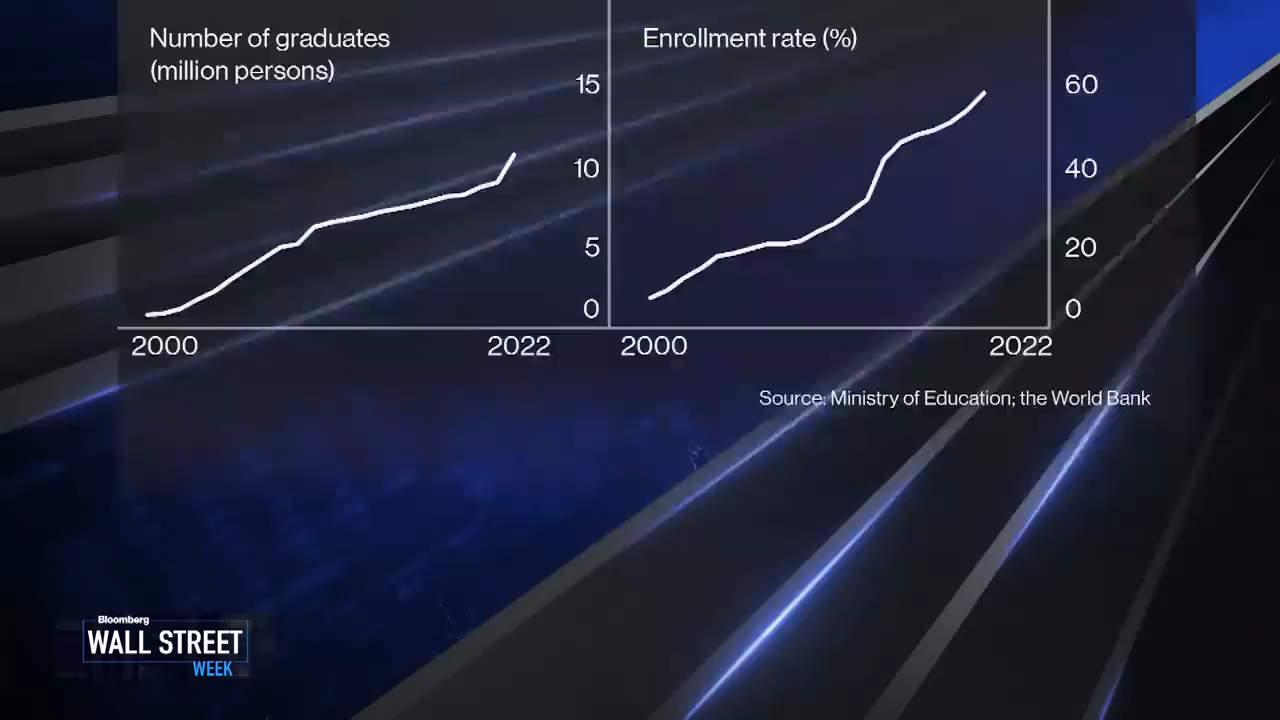 Number of graduates
(million persons)
15
10
5
0
2000
2022
Enrollment rate (%)
60
40
20
0
2000
2022
Source: Ministry of Education; the World Bank
Bloomberg
WALL STREET
WEEK